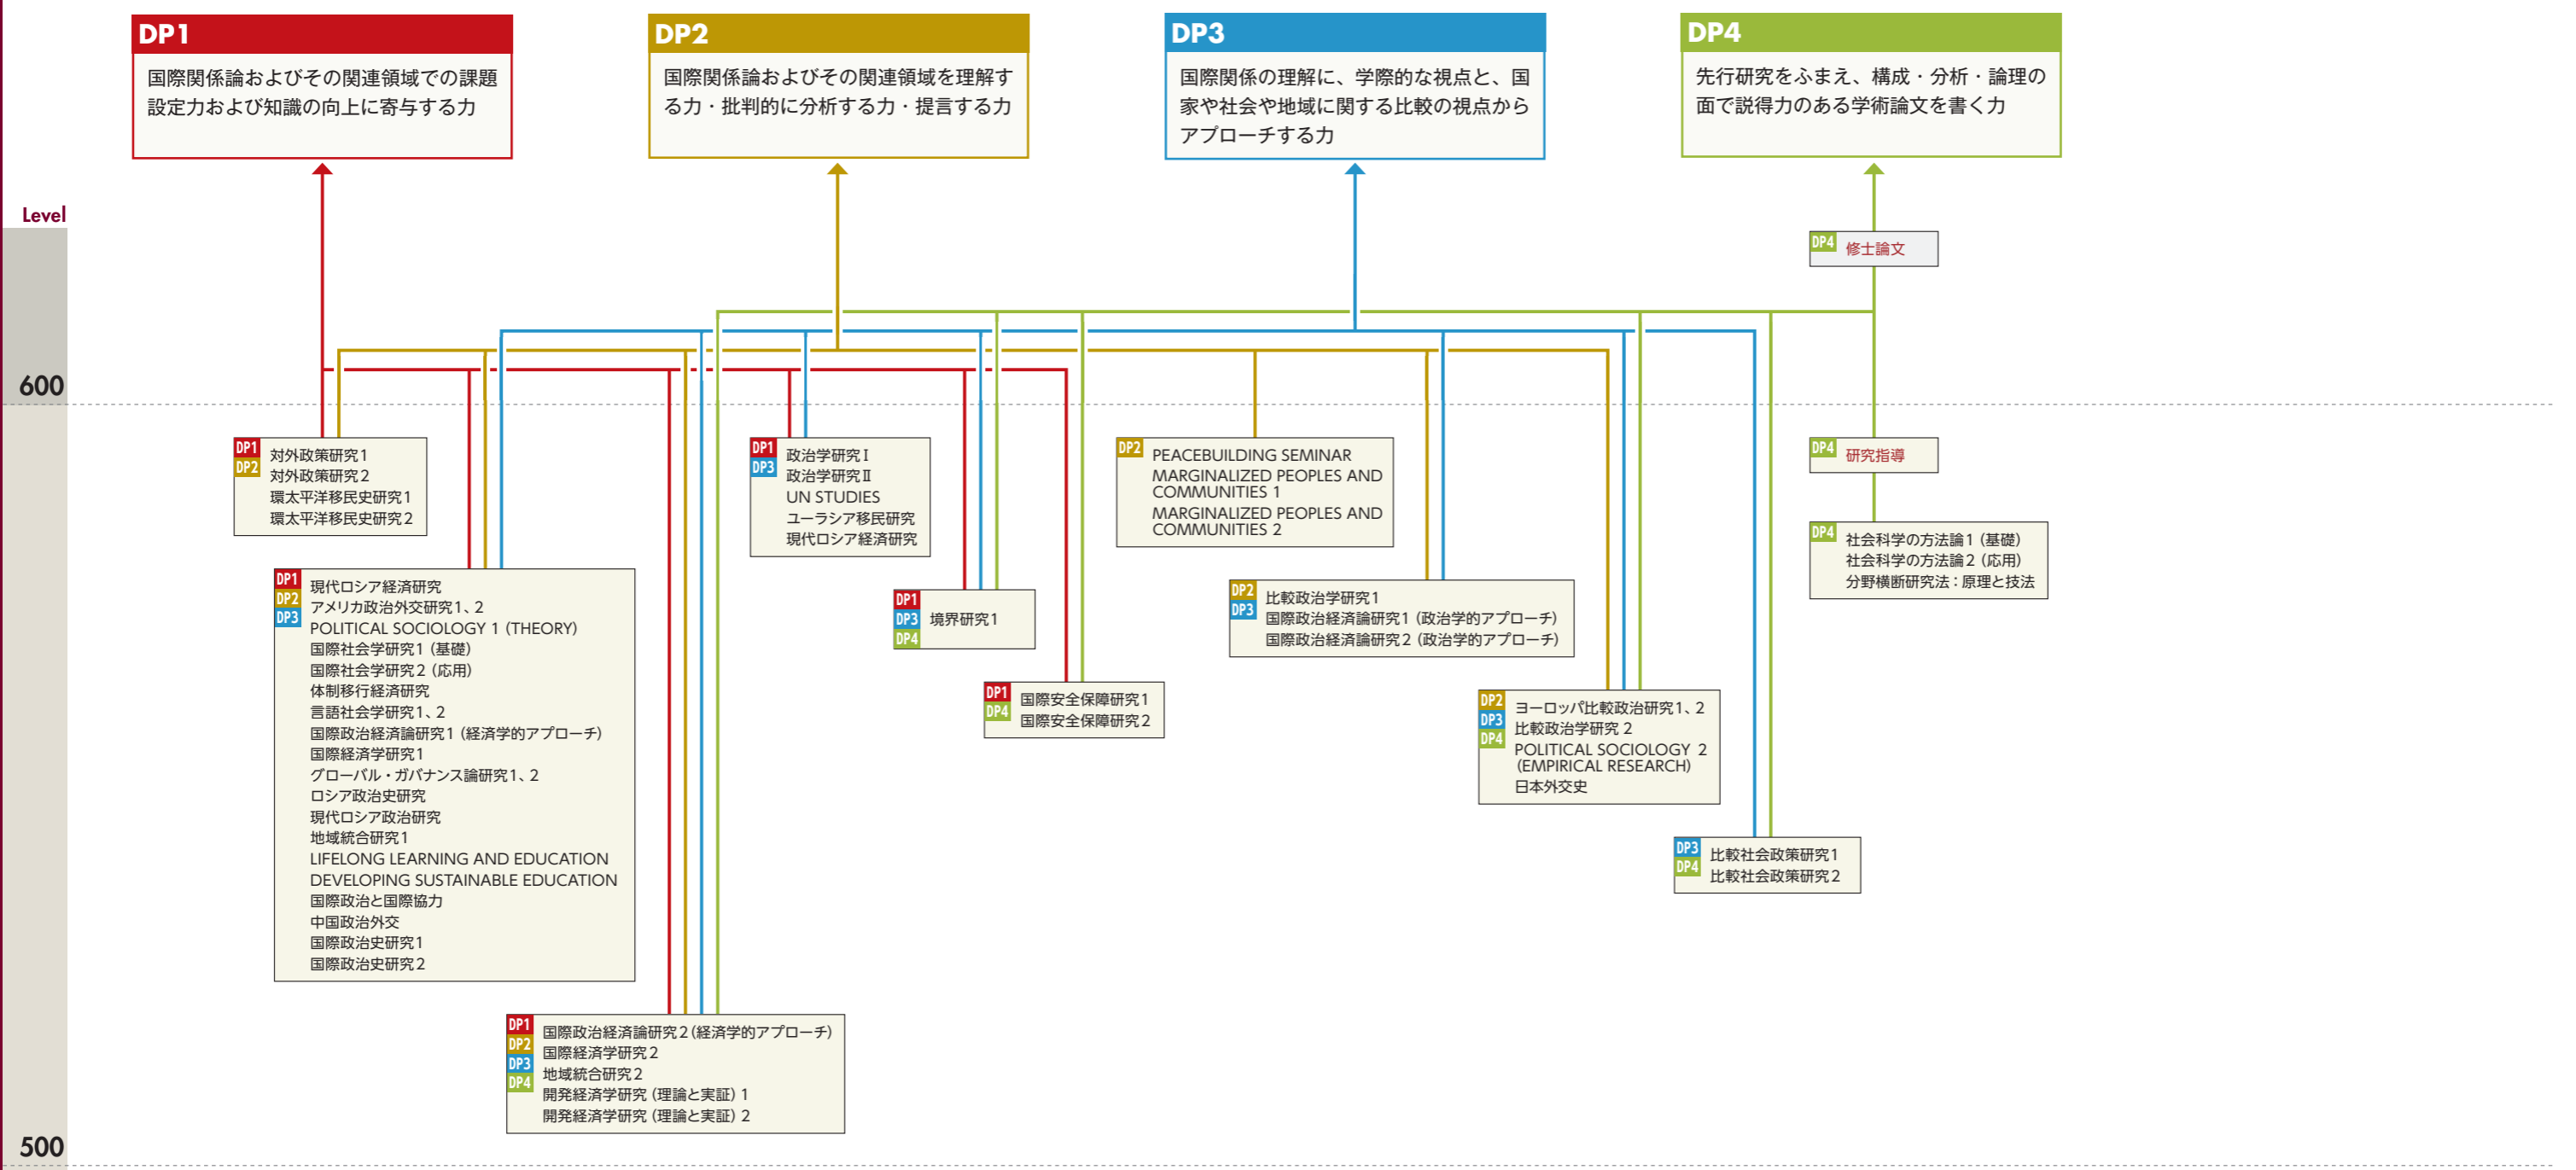 DP1
国際関係論およびその関連領域での課題
設定力および知識の向上に寄与する力
DP2
国際関係論およびその関連領域を理解す
る力・批判的に分析する力・提言する力
DP3
国際関係の理解に、学際的な視点と、国
家や社会や地域に関する比較の視点から
アプローチする力
DP4
先行研究をふまえ、構成・分析・論理の
面で説得力のある学術論文を書く力
Level
600
500
DP4
修士論文
DP1
DP2
対外政策研究1
対外政策研究2
環太平洋移民史研究1
環太平洋移民史研究2
DP1
DP3
政治学研究Ⅰ
政治学研究Ⅱ
UN STUDIES
ユーラシア移民研究
現代ロシア経済研究
DP2
PEACEBUILDING SEMINAR
MARGINALIZED PEOPLES AND
COMMUNITIES 1
MARGINALIZED PEOPLES AND
COMMUNITIES 2
DP4
研究指導
DP4
社会科学の方法論1（基礎）
社会科学の方法論2（応用）
分野横断研究法：原理と技法
DP1
DP2
DP3
現代ロシア経済研究
アメリカ政治外交研究1、2
POLITICAL SOCIOLOGY 1 (THEORY)
国際社会学研究1（基礎）
国際社会学研究2（応用）
体制移行経済研究
言語社会学研究1、2
国際政治経済論研究1（経済学的アプローチ）
国際経済学研究1
グローバル・ガバナンス論研究1、2
ロシア政治史研究
現代ロシア政治研究
地域統合研究1
LIFELONG LEARNING AND EDUCATION
DEVELOPING SUSTAINABLE EDUCATION
国際政治と国際協力
中国政治外交
国際政治史研究1
国際政治史研究2
DP1
DP3
DP4
境界研究1
DP2
DP3
比較政治学研究1
国際政治経済論研究1（政治学的アプローチ）
国際政治経済論研究2（政治学的アプローチ）
DP1
DP4
国際安全保障研究1
国際安全保障研究2
DP2
DP3
DP4
ヨーロッパ比較政治研究1、2
比較政治学研究 2
POLITICAL SOCIOLOGY 2
(EMPIRICAL RESEARCH)
日本外交史
DP3
DP4
比較社会政策研究1
比較社会政策研究2
DP1
DP2
DP3
DP4
国際政治経済論研究2（経済学的アプローチ）
国際経済学研究2
地域統合研究2
開発経済学研究（理論と実証）1
開発経済学研究（理論と実証）2